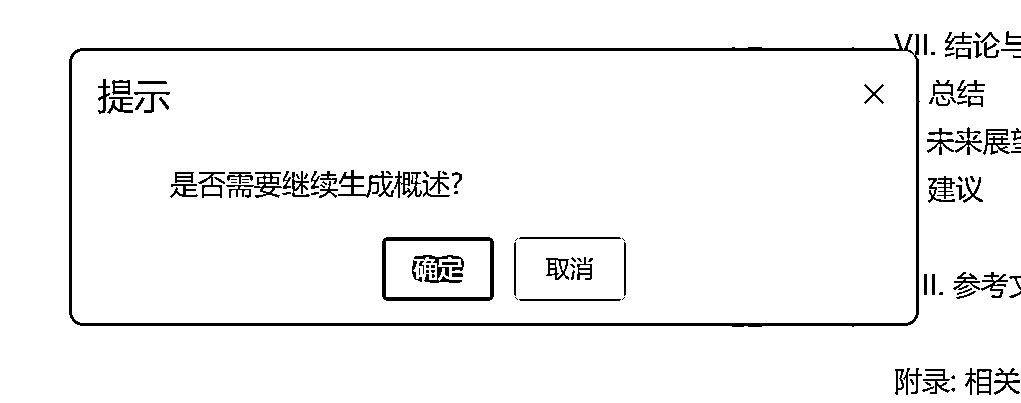 VII. 结论与
提示
总结
未来展望
是否需要继续生成概述?
建议
确定
取消
II. 参考文
附录: 相关